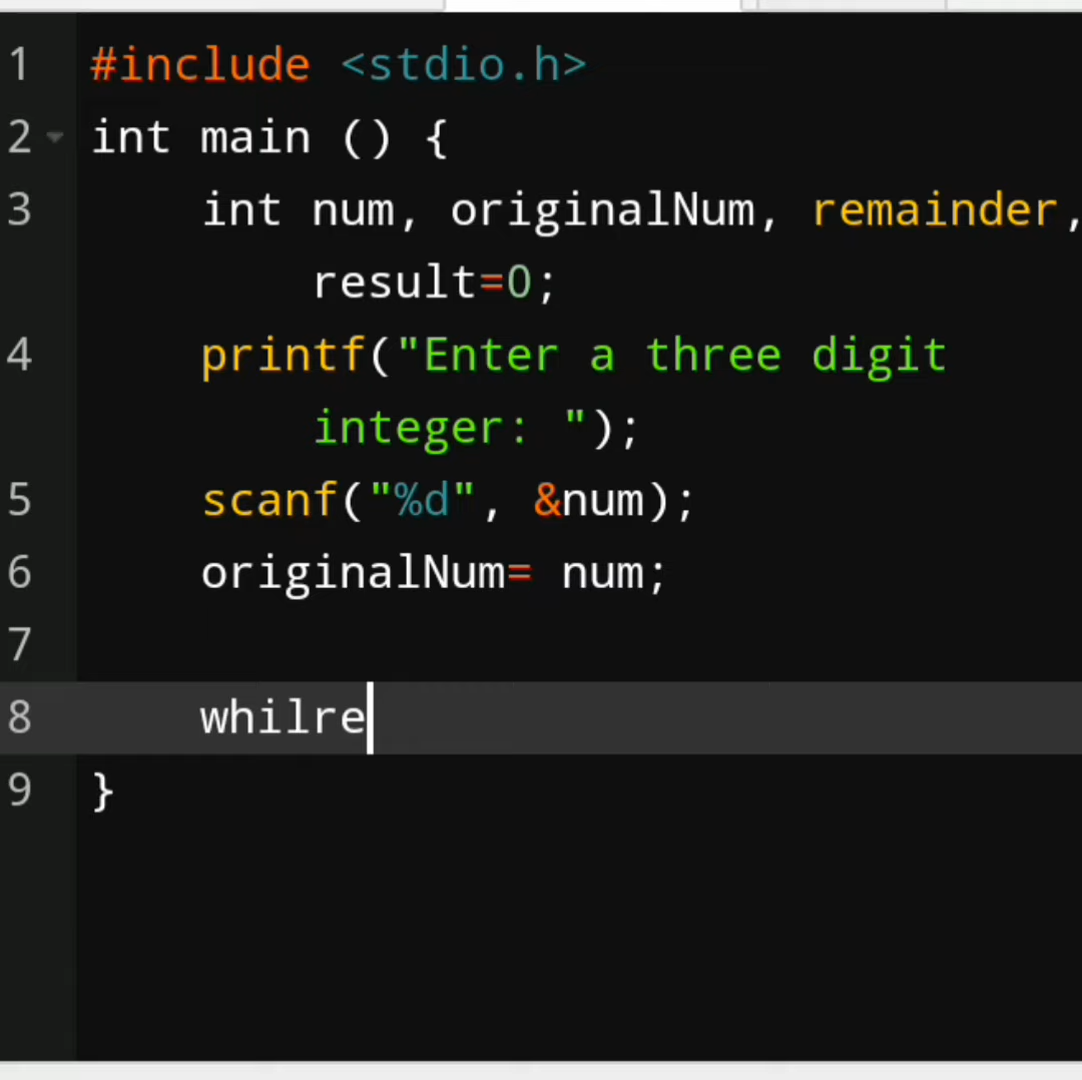 1 #include <stdio.h>
2 int main () {
3 int num, originalNum, remainder,
result=0;
4 printf("Enter a three digit
integer: ");
5 scanf("%d", &num);
6 originalNum= num;
7
8 whilre
9 }